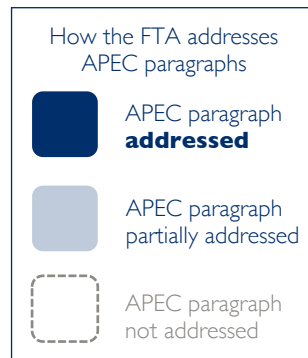 How the FTA addresses
APEC paragraphs
APEC paragraph
addressed
APEC paragraph
partially addressed
APEC paragraph
not addressed